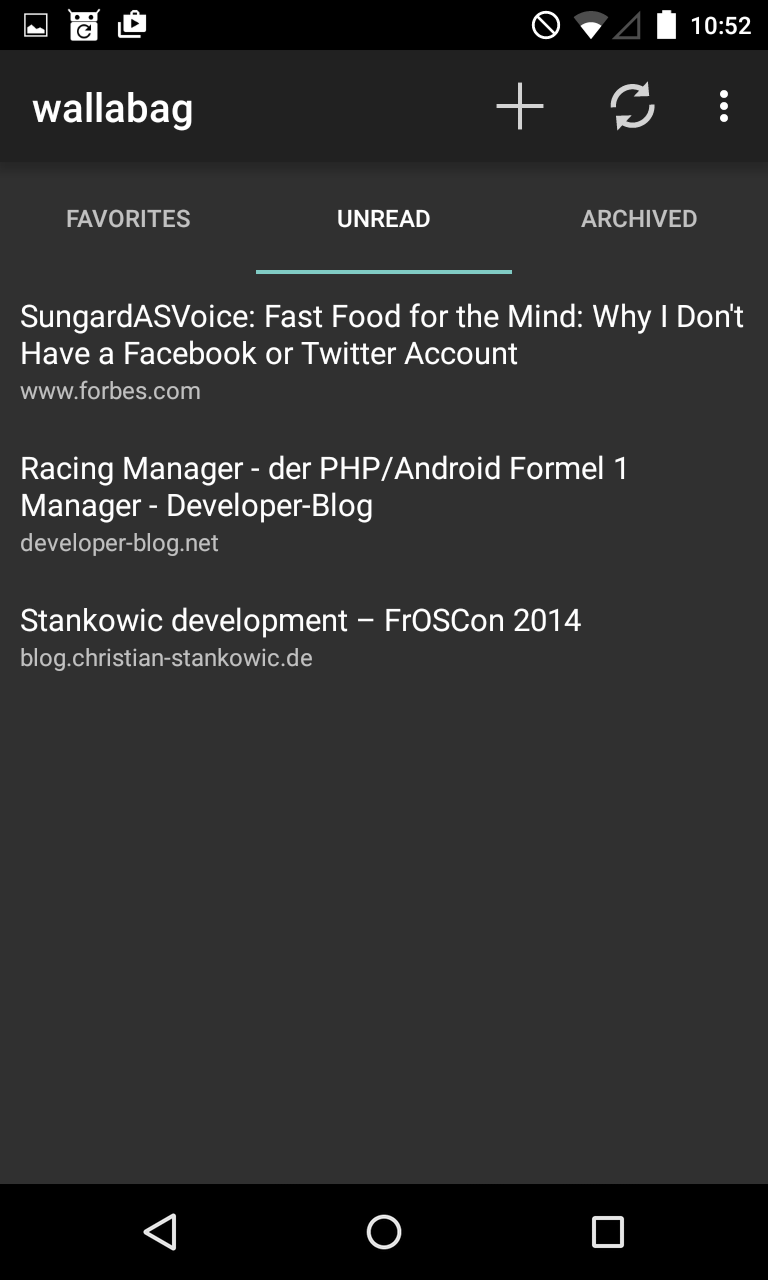 10:52
wallabag
FAVORITES
UNREAD
ARCHIVED
SungardASVoice: Fast Food for the Mind: Why I Don't
Have a Facebook or Twitter Account
www.forbes.com
Racing Manager - der PHP/Android Formel 1
Manager - Developer-Blog
developer-blog.net
Stankowic development – FrOSCon 2014
blog.christian-stankowic.de